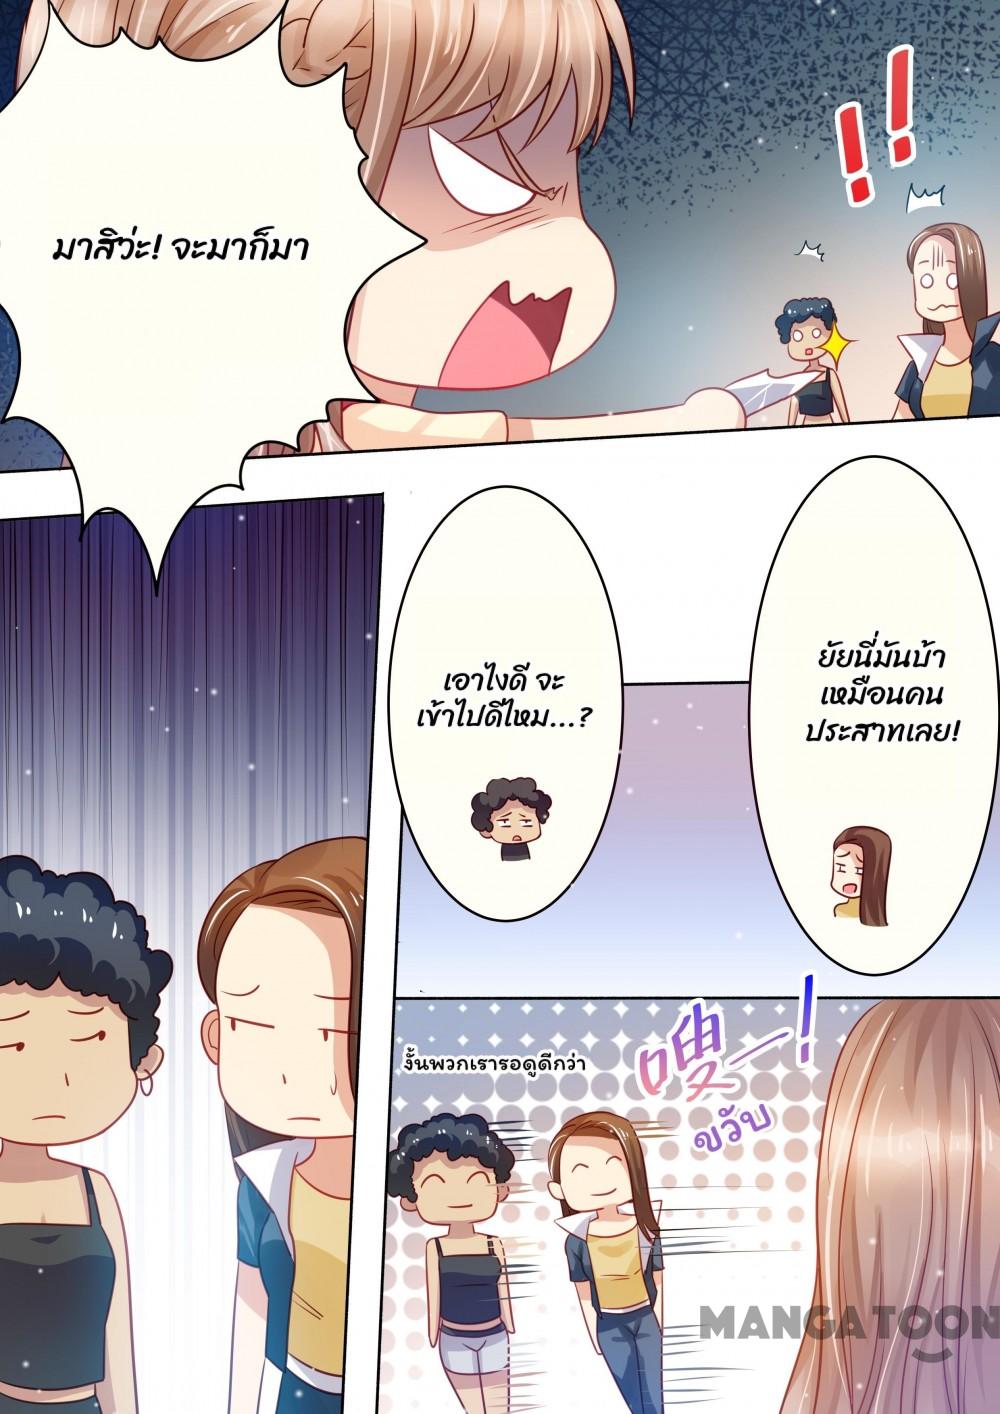 !!
มาสิว่ะ! จะมาก็มา
เอาไงดี จะ
เข้าไปดีไหม...?
ยัยนี่มันบ้า
เหมือนคน
ประสาทเลย!
งั้นพวกเรารอดูดีกว่า
嗖—!
ขวับ
MANGATOON